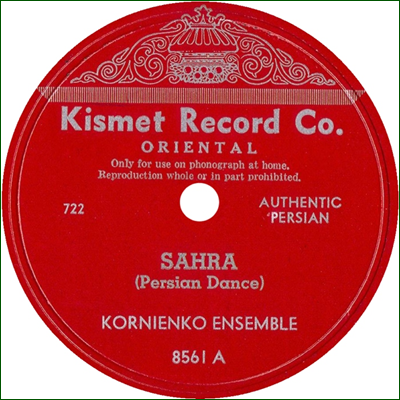 Kismet Record Co.
ORIENTAL
Only for use on phonograph at home.
Reproduction whole or in part prohibited.
722
AUTHENTIC
PERSIAN
SAHRA
(Persian Dance)
KORNIENKO ENSEMBLE
8561 A